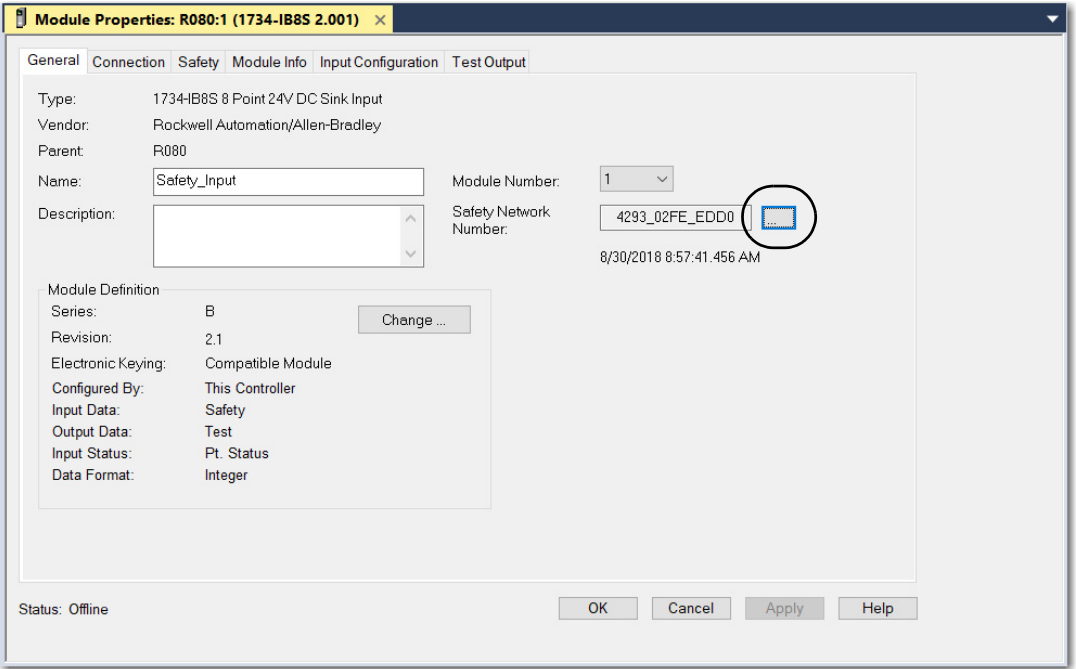 Module Properties: R080:1 (1734-IB8S 2.001) ×
General Connection Safety Module Info Input Configuration Test Output
Type: 1734-IB8S 8 Point 24V DC Sink Input
Vendor: Rockwell Automation/Allen-Bradley
Parent: R080
Name: Safety_Input
Module Number: 1
Description:
Safety Network
Number:
4293_02FE_EDD0 ...
8/30/2018 8:57:41.456 AM
Module Definition
Series: B
Change ...
Revision: 2.1
Electronic Keying: Compatible Module
Configured By: This Controller
Input Data: Safety
Output Data: Test
Input Status: Pt. Status
Data Format: Integer
Status: Offline
OK Cancel Apply Help